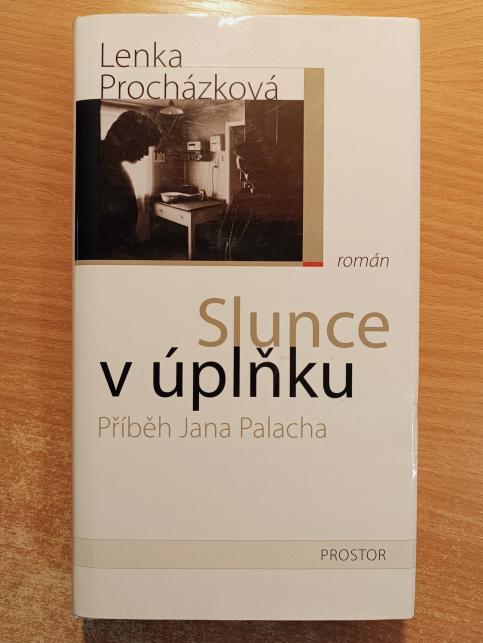 Lenka
Procházková
román
Slunce
v úplňku
Příběh Jana Palacha
PROSTOR